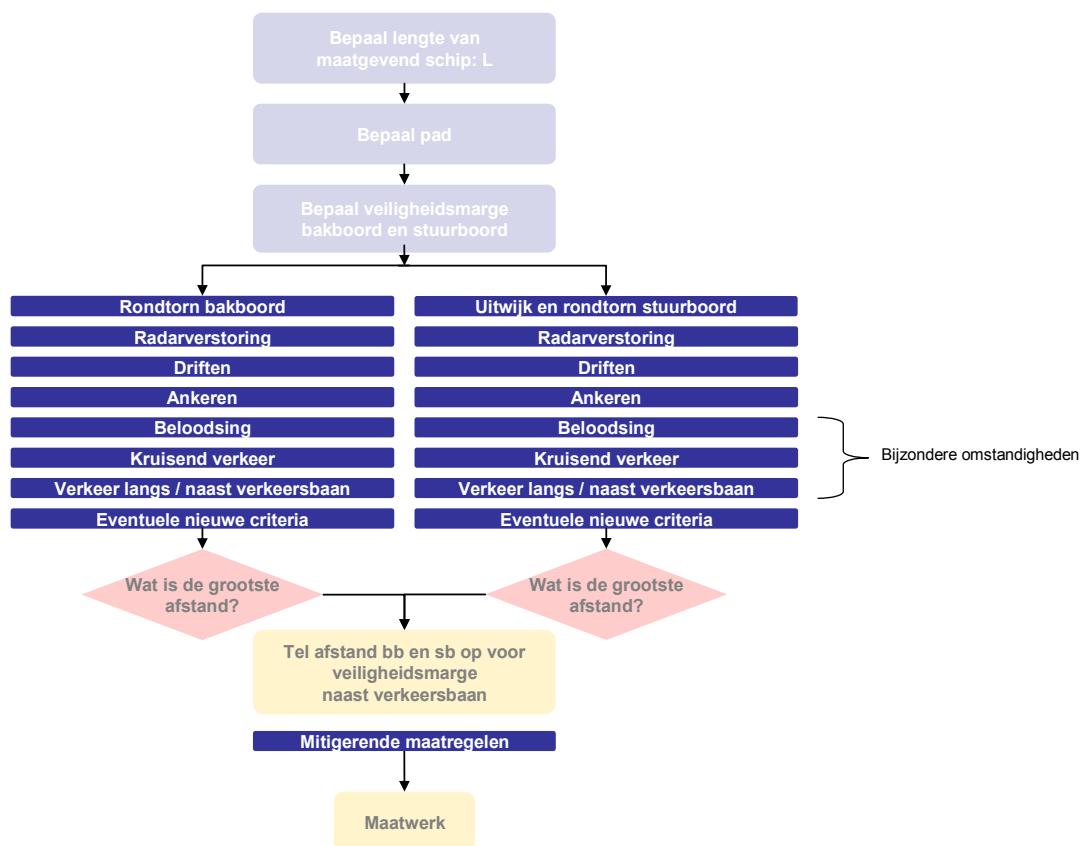 Bepaal lengte van
maatgevend schip: L
Bepaal pad
Bepaal veiligheidsmarge
bakboord en stuurboord
Rondtorn bakboord
Radarverstoring
Driften
Ankeren
Beloodsing
Kruisend verkeer
Verkeer langs / naast verkeersbaan
Eventuele nieuwe criteria
Uitwijk en rondtorn stuurboord
Radarverstoring
Driften
Ankeren
Beloodsing
Kruisend verkeer
Verkeer langs / naast verkeersbaan
Eventuele nieuwe criteria
Bijzondere omstandigheden
Wat is de grootste
afstand?
Wat is de grootste
afstand?
Tel afstand bb en sb op voor
veiligheidsmarge
naast verkeersbaan
Mitigerende maatregelen
Maatwerk